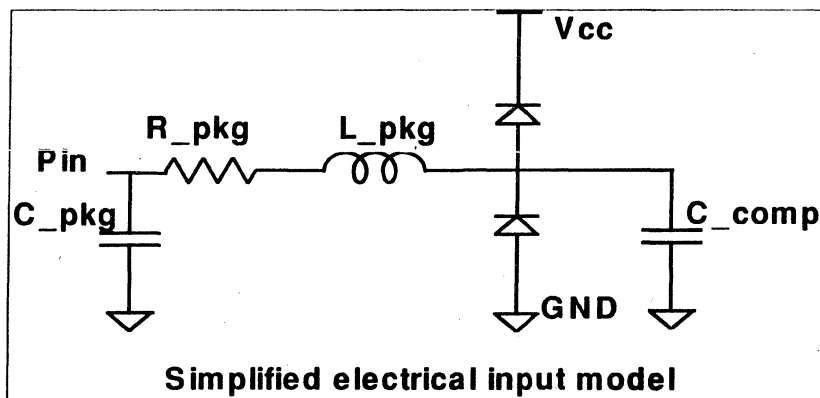 Vcc
R_pkg
L_pkg
Pin
C_pkg
C_comp
GND
Simplified electrical input model